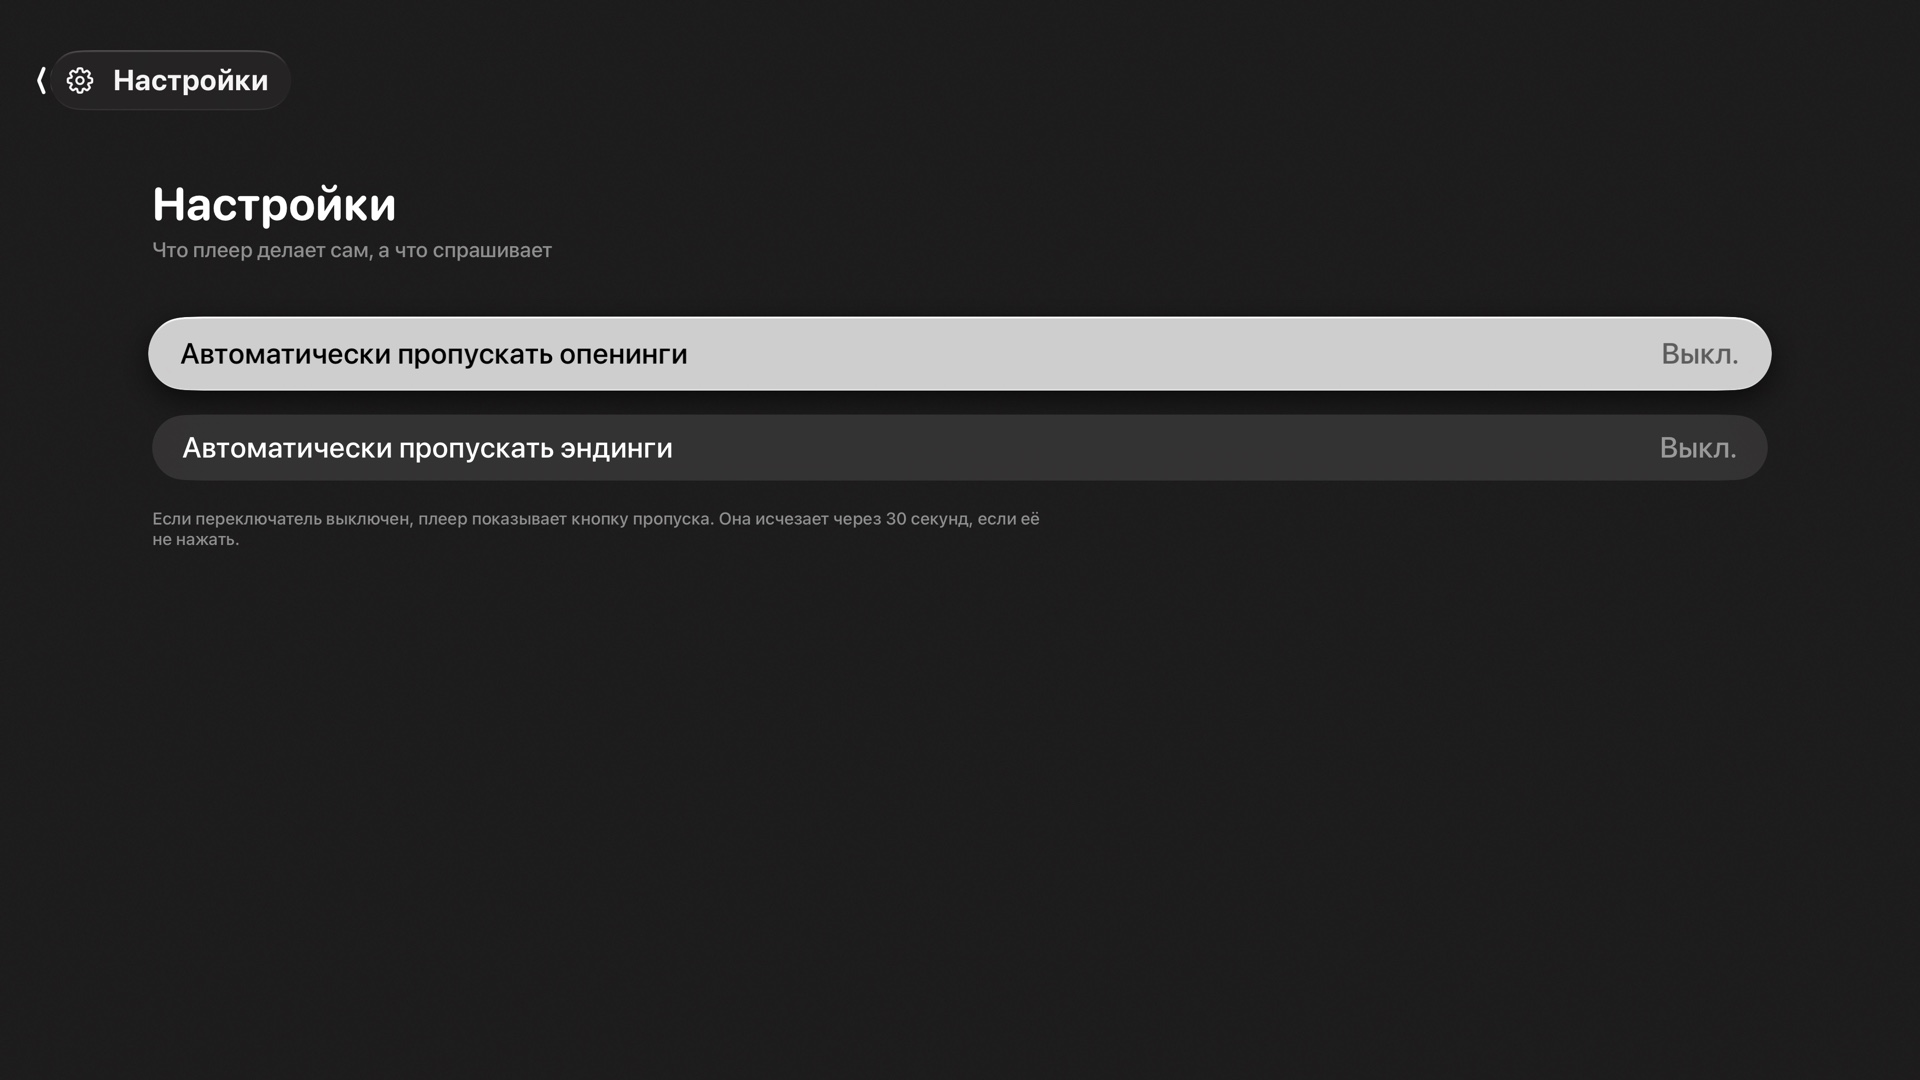 Настройки
Настройки
Что плеер делает сам, а что спрашивает
Автоматически пропускать опенинги Выкл.
Автоматически пропускать эндинги Выкл.
Если переключатель выключен, плеер показывает кнопку пропуска. Она исчезает через 30 секунд, если её
не нажать.